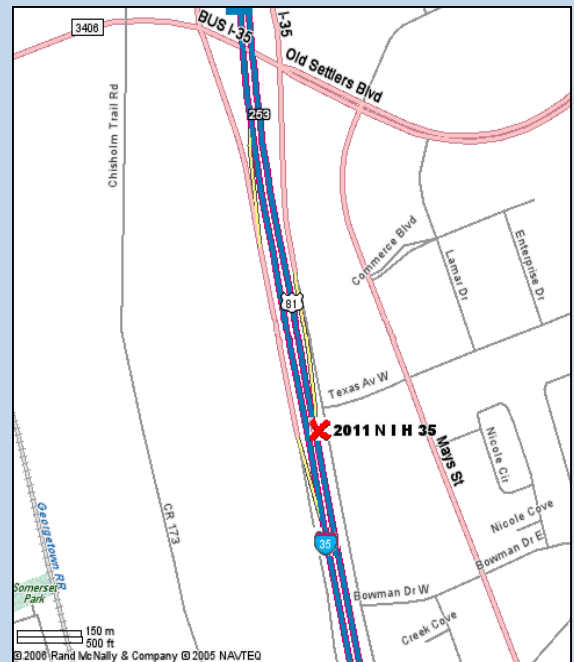 3406
BUS I-35
I-35
Old Settlers Blvd
253
Chisholm Trail Rd
Commerce Blvd
Lamar Dr
Enterprise Dr
81
Texas Av W
2011 N I H 35
Mays St
Nicole Cir
CR 173
Georgetown RR
Nicole Cove
Bowman Dr E
35
Somerset
Park
Bowman Dr W
Creek Cove
150 m
500 ft
© 2006 Rand McNally & Company © 2005 NAVTEQ